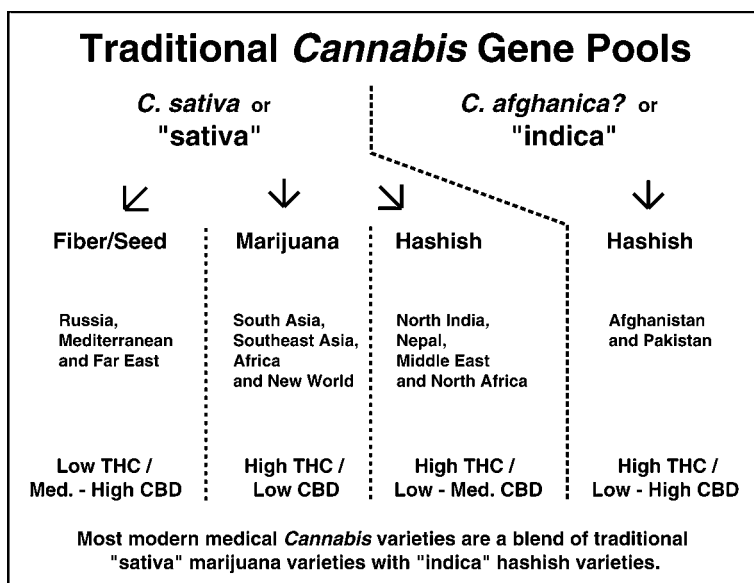 Traditional Cannabis Gene Pools
C. sativa or
"sativa"
C. afghanica? or
"indica"
Fiber/Seed
Marijuana
Hashish
Hashish
Russia,
Mediterranean
and Far East
South Asia,
Southeast Asia,
Africa
and New World
North India,
Nepal,
Middle East
and North Africa
Afghanistan
and Pakistan
Low THC /
Med. - High CBD
High THC /
Low CBD
High THC /
Low - Med. CBD
High THC /
Low - High CBD
Most modern medical Cannabis varieties are a blend of traditional
"sativa" marijuana varieties with "indica" hashish varieties.